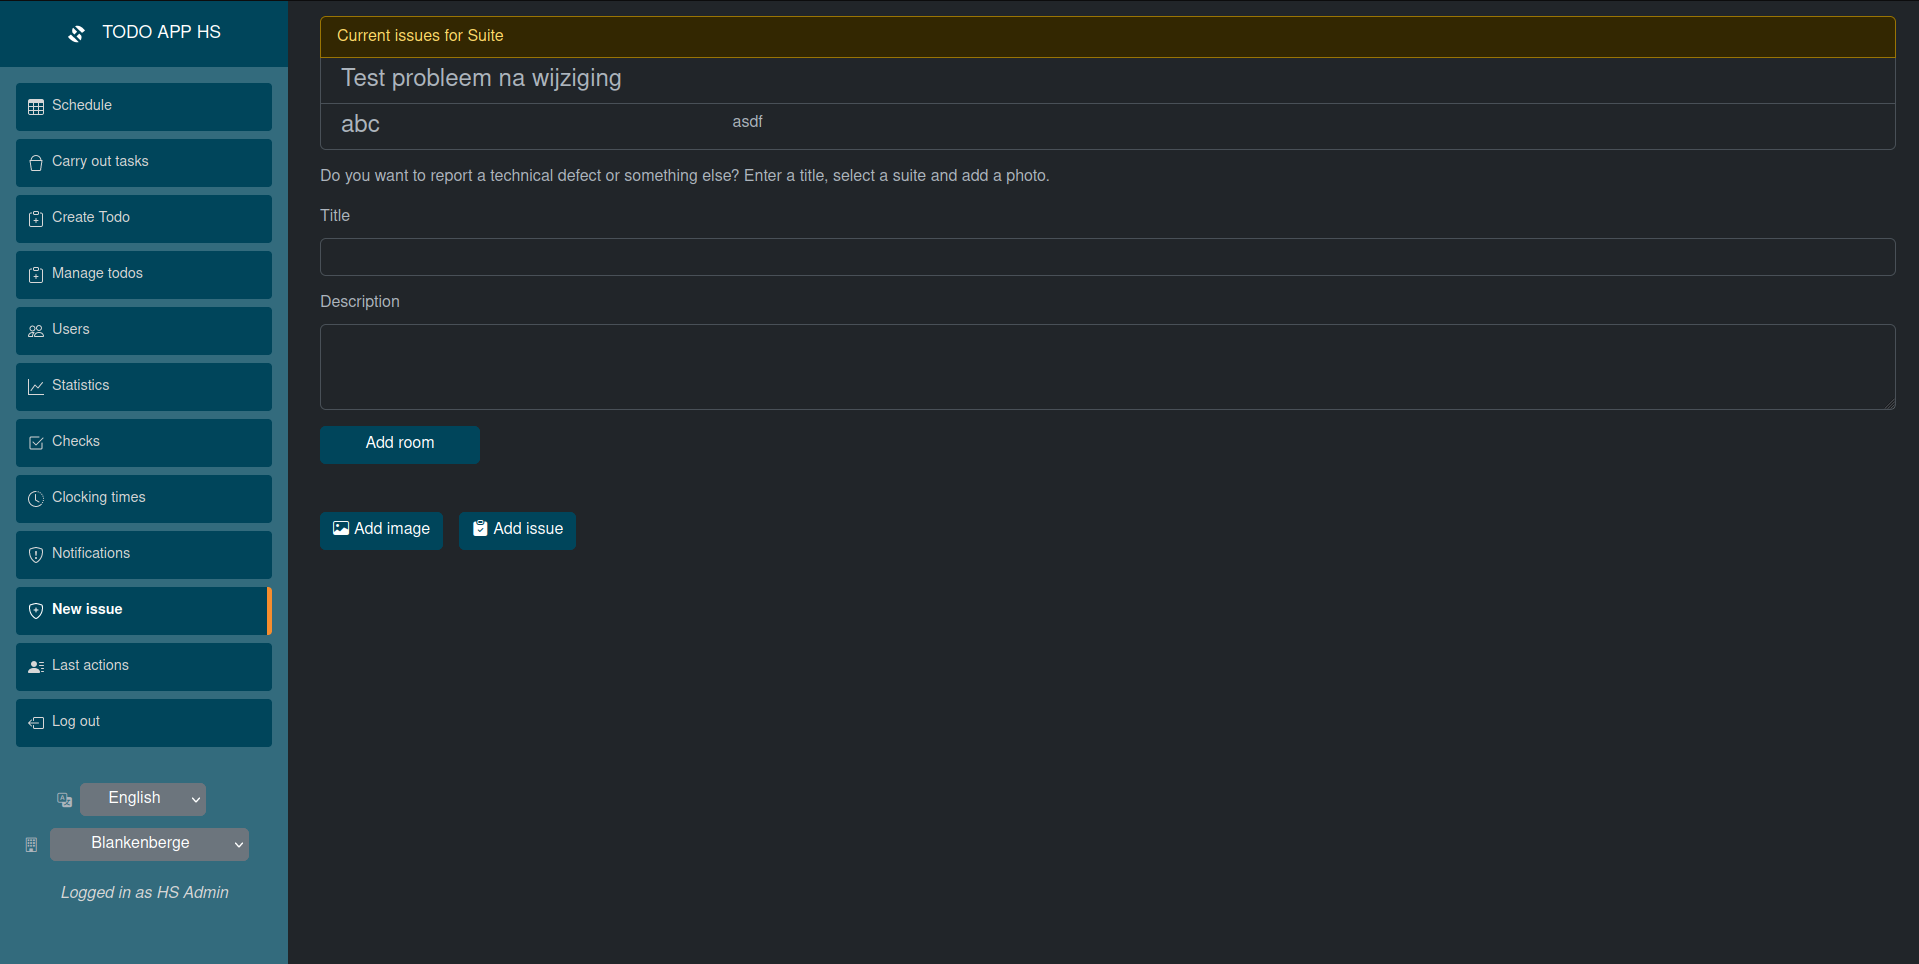 TODO APP HS
Schedule
Carry out tasks
Create Todo
Manage todos
Users
Statistics
Checks
Clocking times
Notifications
New issue
Last actions
Log out
English
Blankenberge
Logged in as HS Admin
Current issues for Suite
Test probleem na wijziging
abc asdf
Do you want to report a technical defect or something else? Enter a title, select a suite and add a photo.
Title
Description
Add room
Add image Add issue